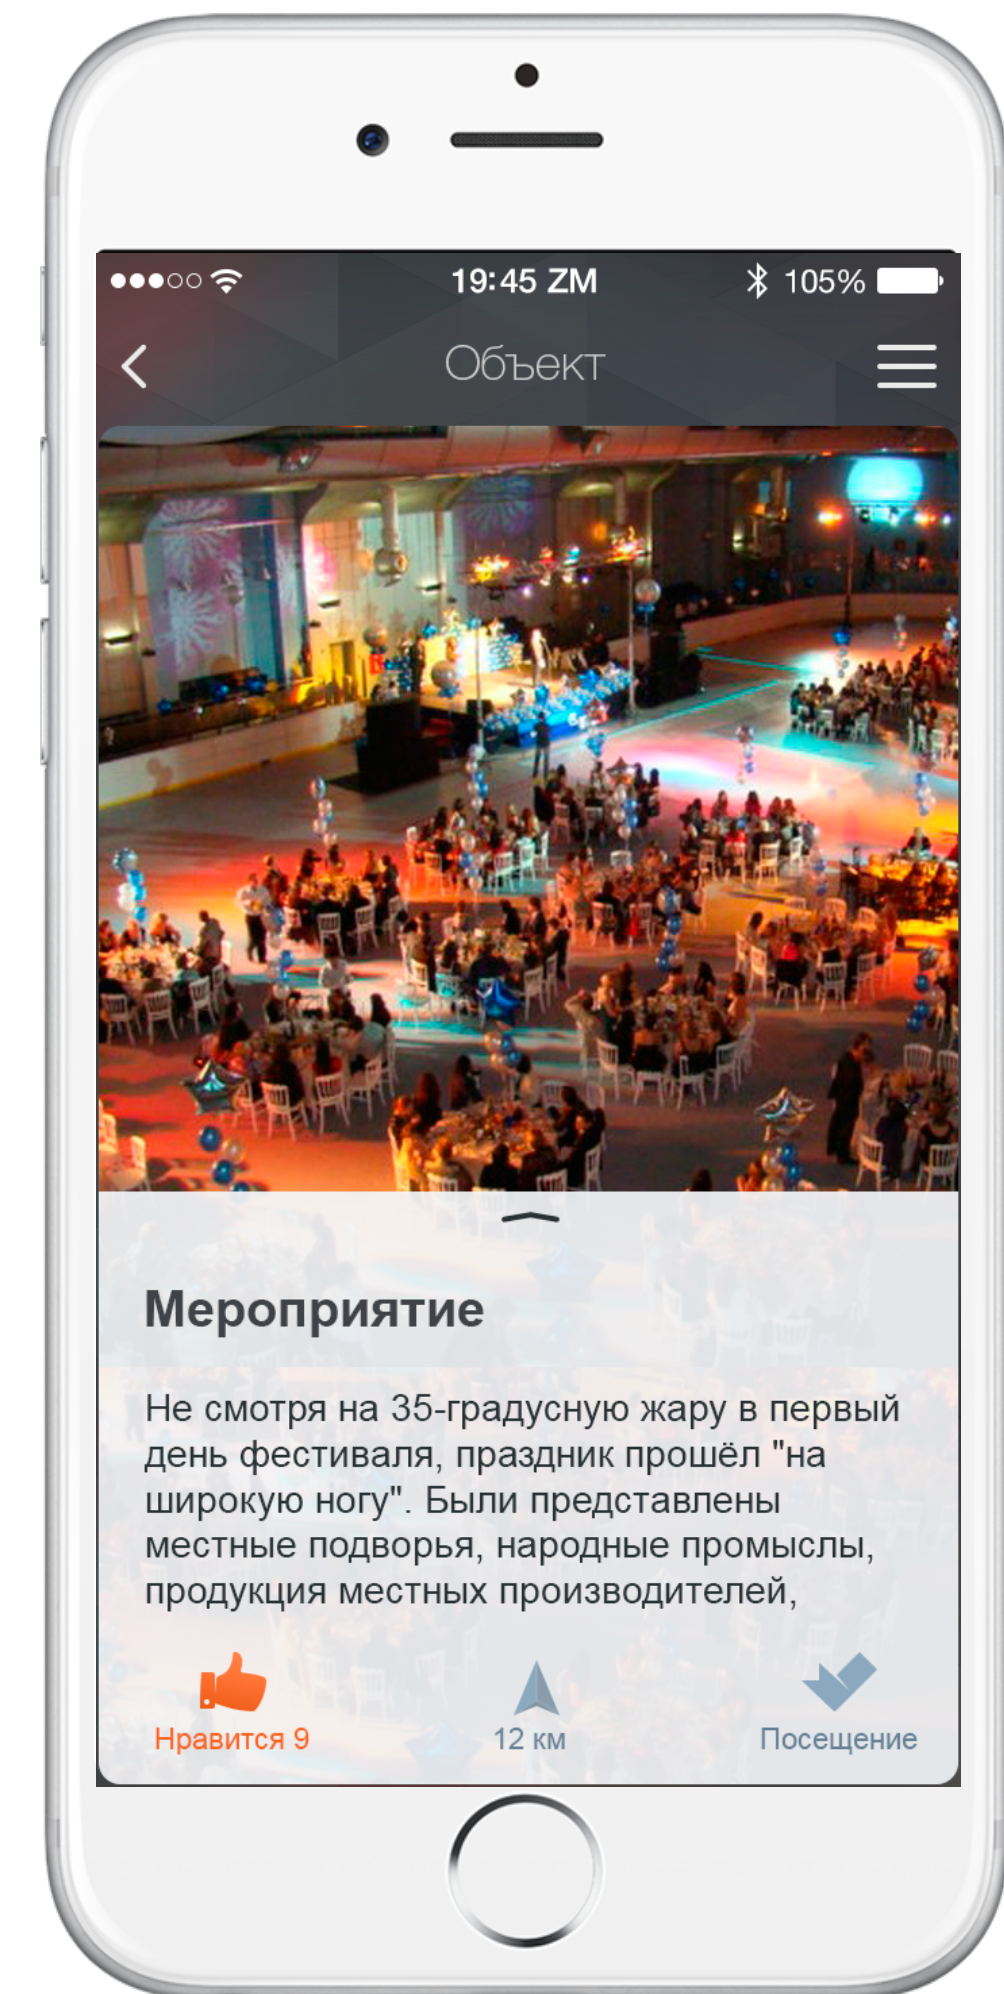 19:45 ZM
105%
Объект
Мероприятие
Не смотря на 35-градусную жару в первый
день фестиваля, праздник прошёл "на
широкую ногу". Были представлены
местные подворья, народные промыслы,
продукция местных производителей,
Нравится 9
12 км
Посещение